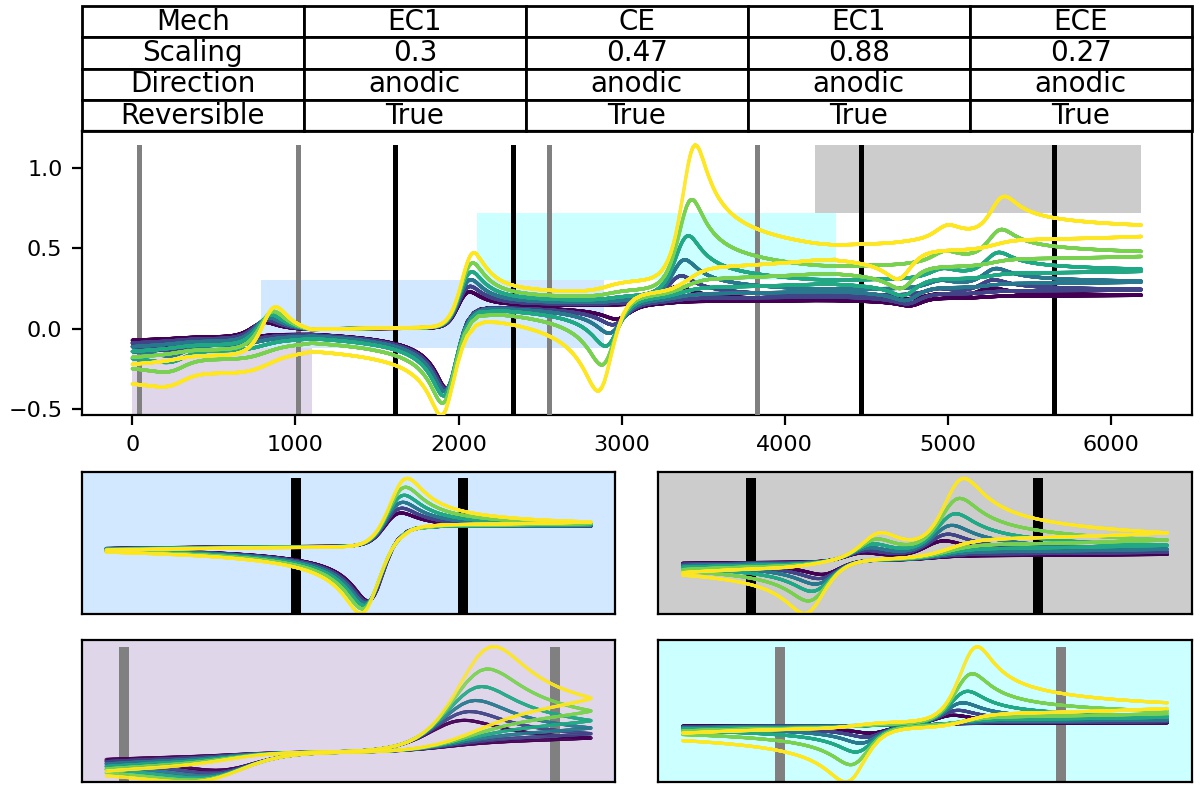 Mech EC1 CE EC1 ECE
Scaling 0.3 0.47 0.88 0.27
Direction anodic anodic anodic anodic
Reversible True True True True
1.0
0.5
0.0
−0.5
0 1000 2000 3000 4000 5000 6000